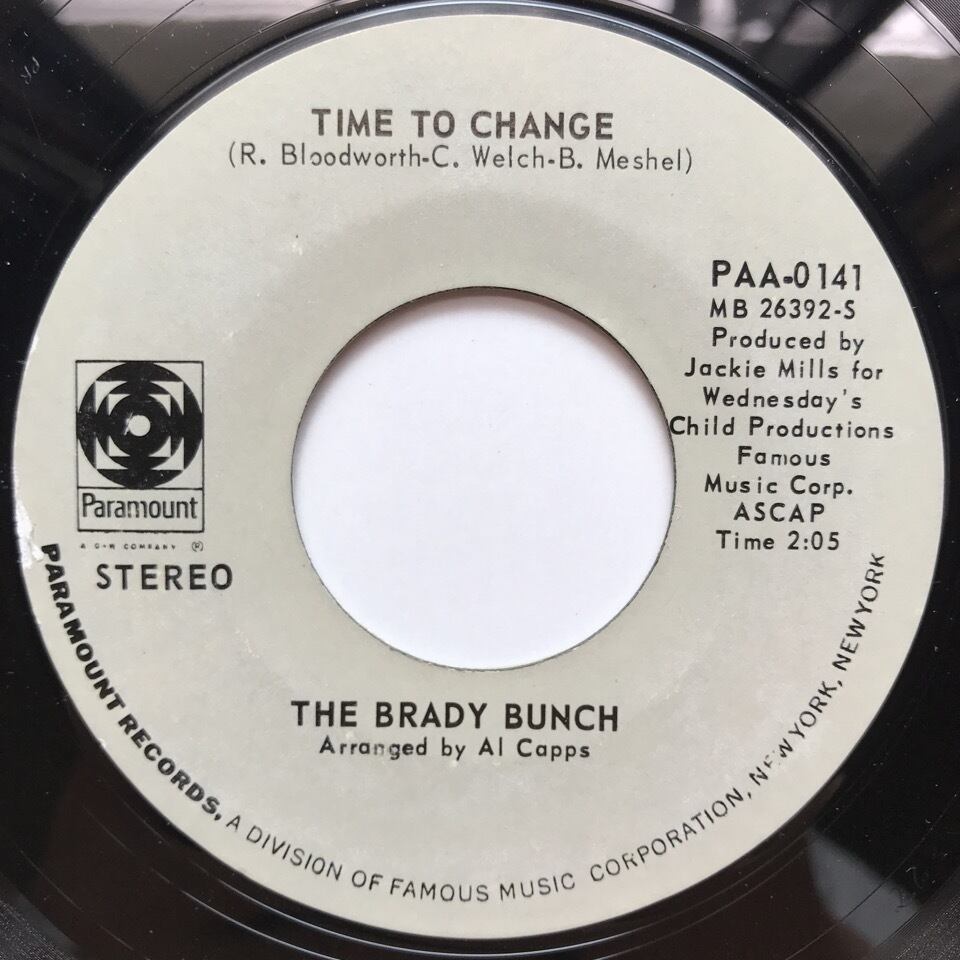 TIME TO CHANGE
(R. Bloodworth-C. Welch-B. Meshel)
PAA-0141
MB 26392-S
Produced by
Jackie Mills for
Wednesday's
Child Productions
Famous
Music Corp.
ASCAP
Time 2:05
Paramount
A G+W COMPANY ®
STEREO
THE BRADY BUNCH
Arranged by Al Capps
PARAMOUNT RECORDS, A DIVISION OF FAMOUS MUSIC CORPORATION, NEW YORK, NEW YORK